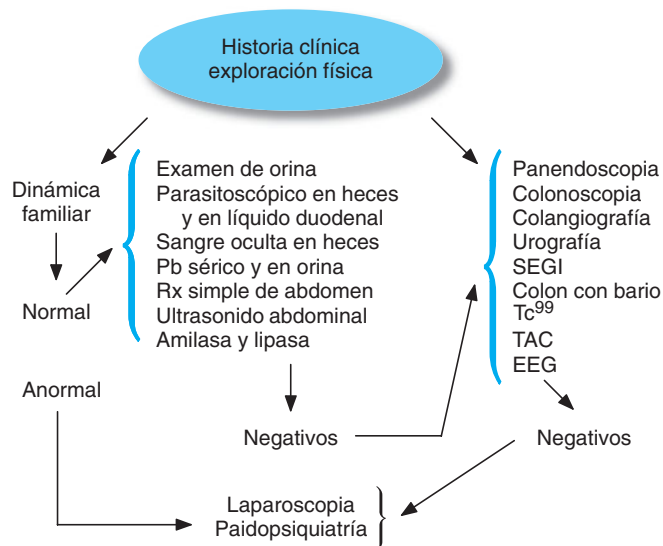 Historia clínica
exploración física
Dinámica
familiar
Normal
Anormal
Examen de orina
Parasitoscópico en heces
y en líquido duodenal
Sangre oculta en heces
Pb sérico y en orina
Rx simple de abdomen
Ultrasonido abdominal
Amilasa y lipasa
Negativos
Panendoscopia
Colonoscopia
Colangiografía
Urografía
SEGI
Colon con bario
Tc⁹⁹
TAC
EEG
Negativos
Laparoscopia
Paidopsiquiatría